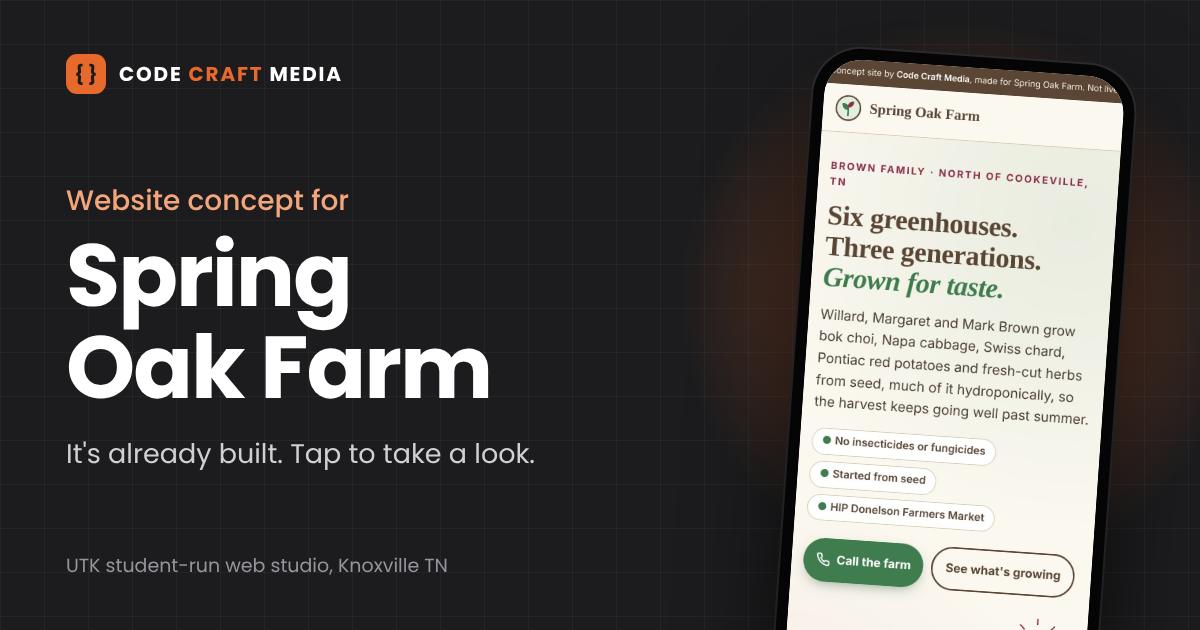 { } CODE CRAFT MEDIA
Website concept for
Spring
Oak Farm
It's already built. Tap to take a look.
UTK student-run web studio, Knoxville TN
concept site by Code Craft Media, made for Spring Oak Farm. Not live
Spring Oak Farm
BROWN FAMILY · NORTH OF COOKEVILLE,
TN
Six greenhouses.
Three generations.
Grown for taste.
Willard, Margaret and Mark Brown grow
bok choi, Napa cabbage, Swiss chard,
Pontiac red potatoes and fresh-cut herbs
from seed, much of it hydroponically, so
the harvest keeps going well past summer.
No insecticides or fungicides
Started from seed
HIP Donelson Farmers Market
Call the farm
See what's growing